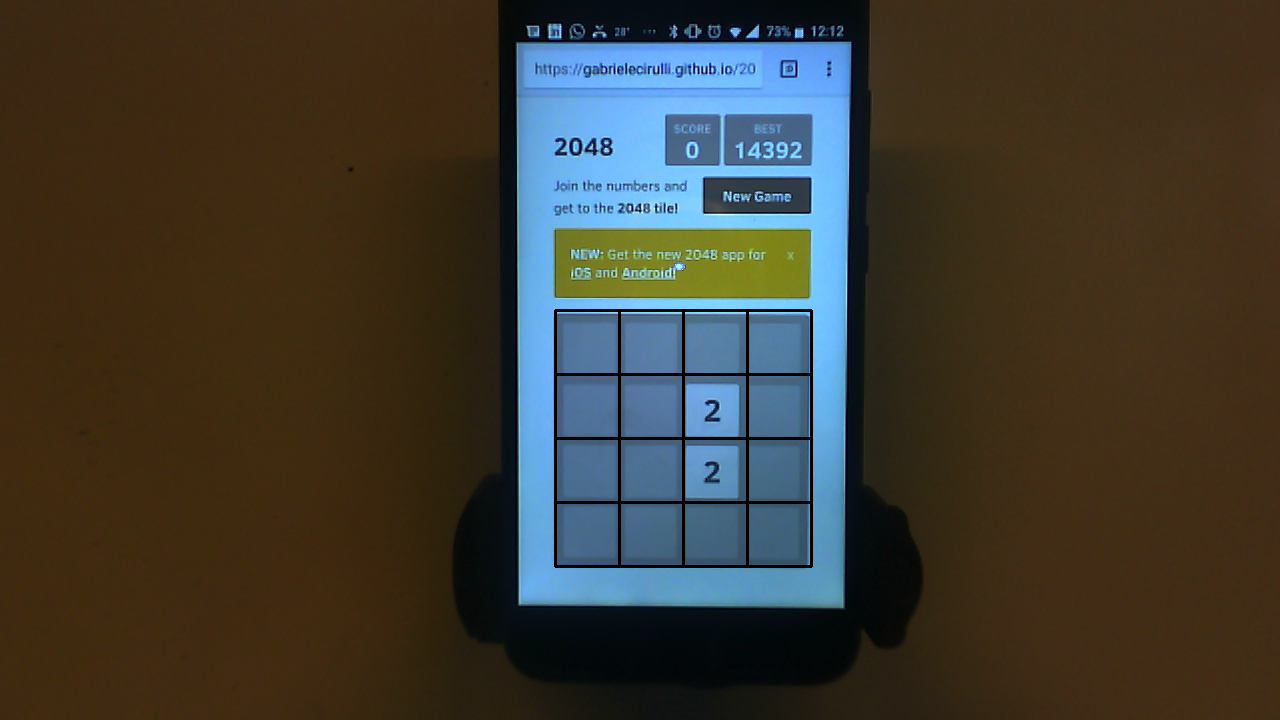 28° ... 73% 12:12
https://gabrielecirulli.github.io/20
2048
SCORE
0
BEST
14392
Join the numbers and
get to the 2048 tile!
New Game
NEW: Get the new 2048 app for
iOS and Android!
x
2
2